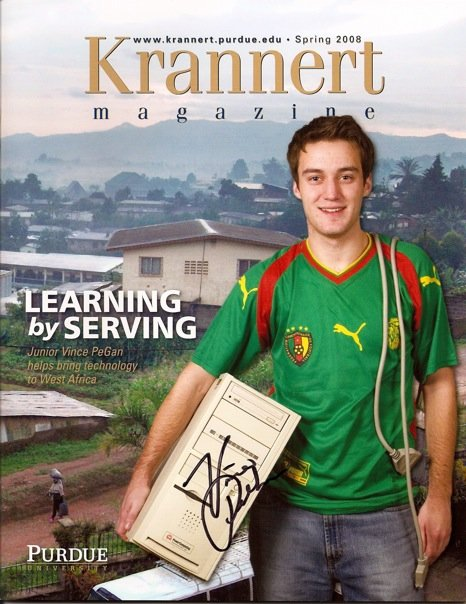 www.krannert.purdue.edu • Spring 2008
Krannert
magazine
LEARNING
by SERVING
Junior Vince PeGan
helps bring technology
to West Africa
PURDUE
UNIVERSITY